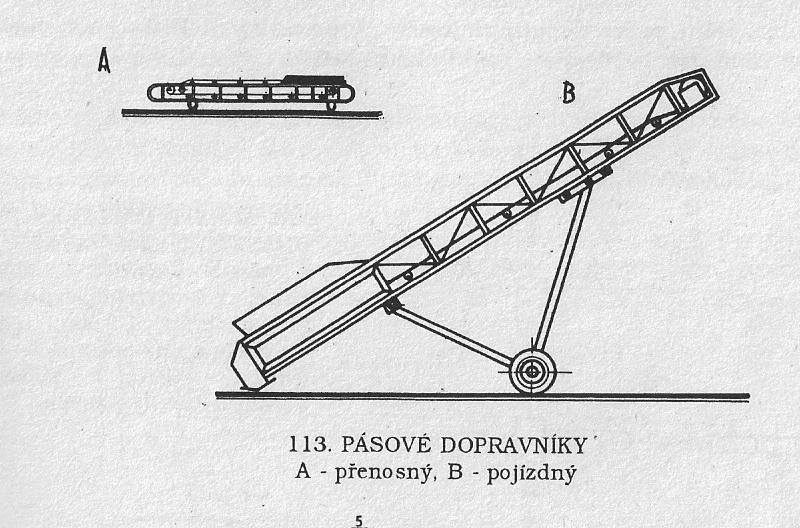 A
B
113. PÁSOVÉ DOPRAVNÍKY
A - přenosný, B - pojízdný
5